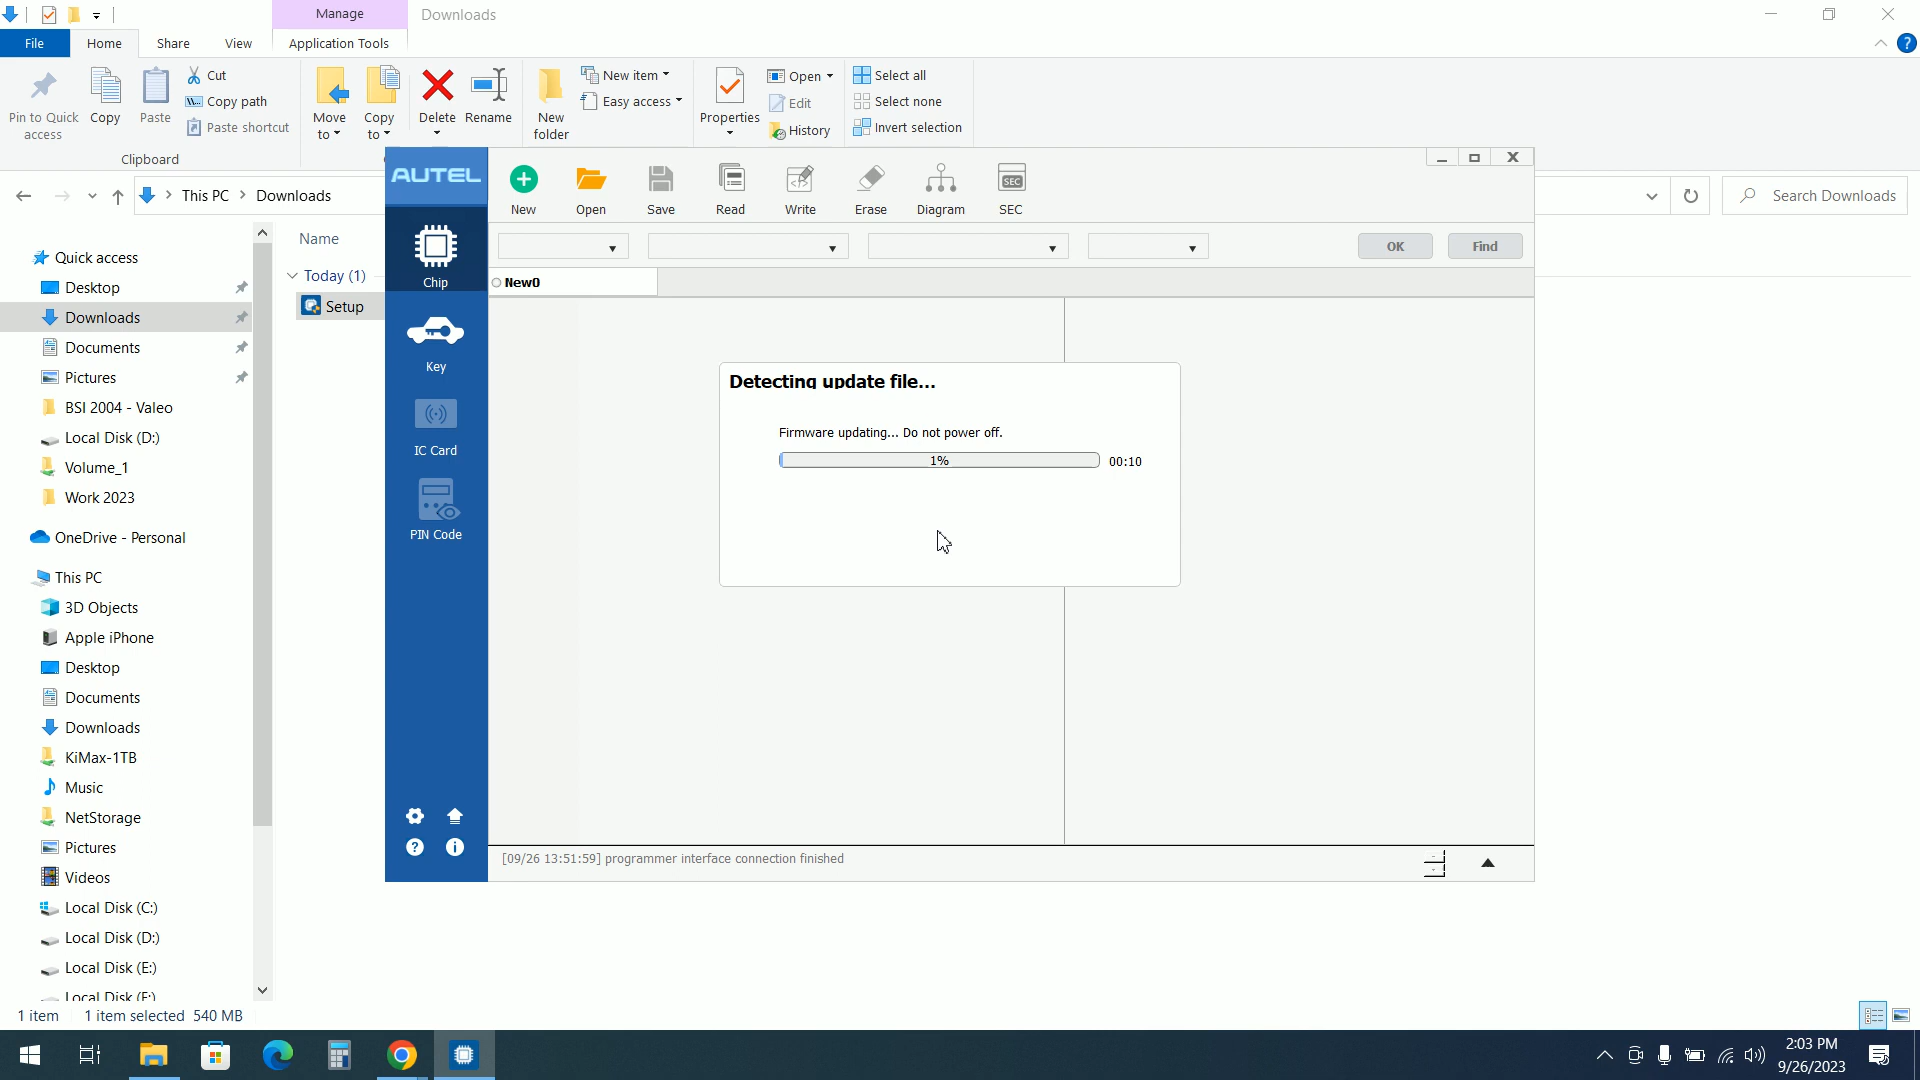 Manage
Downloads
File
Home
Share
View
Application Tools
Pin to Quick access
Copy
Paste
Cut
Copy path
Paste shortcut
Clipboard
Move to
Copy to
Delete
Rename
New folder
New item
Easy access
Properties
Open
Edit
History
Select all
Select none
Invert selection
This PC
Downloads
Search Downloads
Quick access
Desktop
Downloads
Documents
Pictures
BSI 2004 - Valeo
Local Disk (D:)
Volume_1
Work 2023
OneDrive - Personal
This PC
3D Objects
Apple iPhone
Desktop
Documents
Downloads
KiMax-1TB
Music
NetStorage
Pictures
Videos
Local Disk (C:)
Local Disk (D:)
Local Disk (E:)
Local Disk (F:)
Name
Today (1)
Setup
AUTEL
Chip
Key
IC Card
PIN Code
New
Open
Save
Read
Write
Erase
Diagram
SEC
SEC
OK
Find
New0
Detecting update file...
Firmware updating... Do not power off.
1%
00:10
[09/26 13:51:59] programmer interface connection finished
1 item
1 item selected 540 MB
2:03 PM
9/26/2023